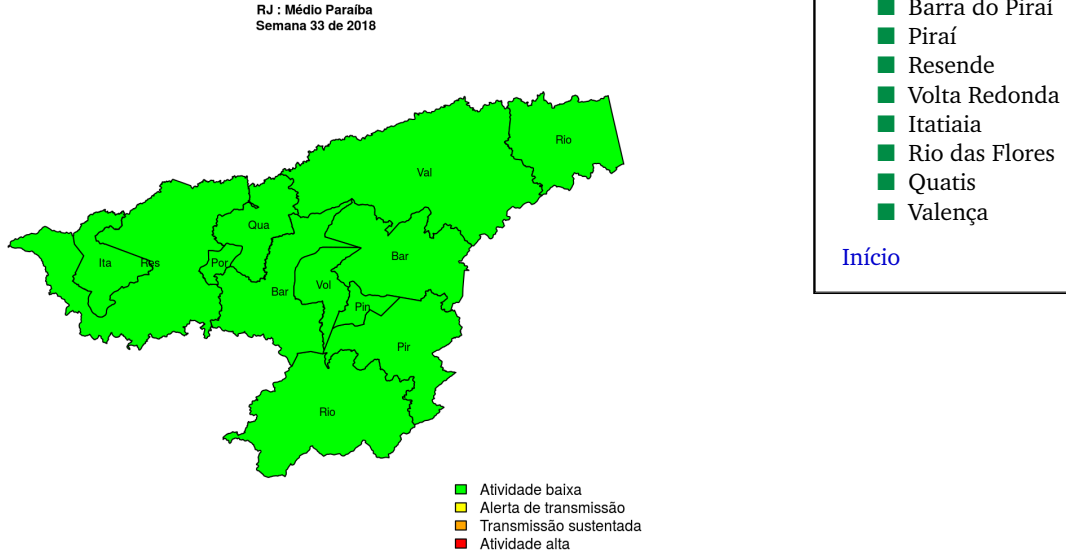 RJ : Médio Paraíba
Semana 33 de 2018
Rio
Val
Qua
Ita
Res
Por
Bar
Bar
Vol
Pin
Pir
Rio
Atividade baixa
Alerta de transmissão
Transmissão sustentada
Atividade alta
Barra do Piraí
Piraí
Resende
Volta Redonda
Itatiaia
Rio das Flores
Quatis
Valença
Início